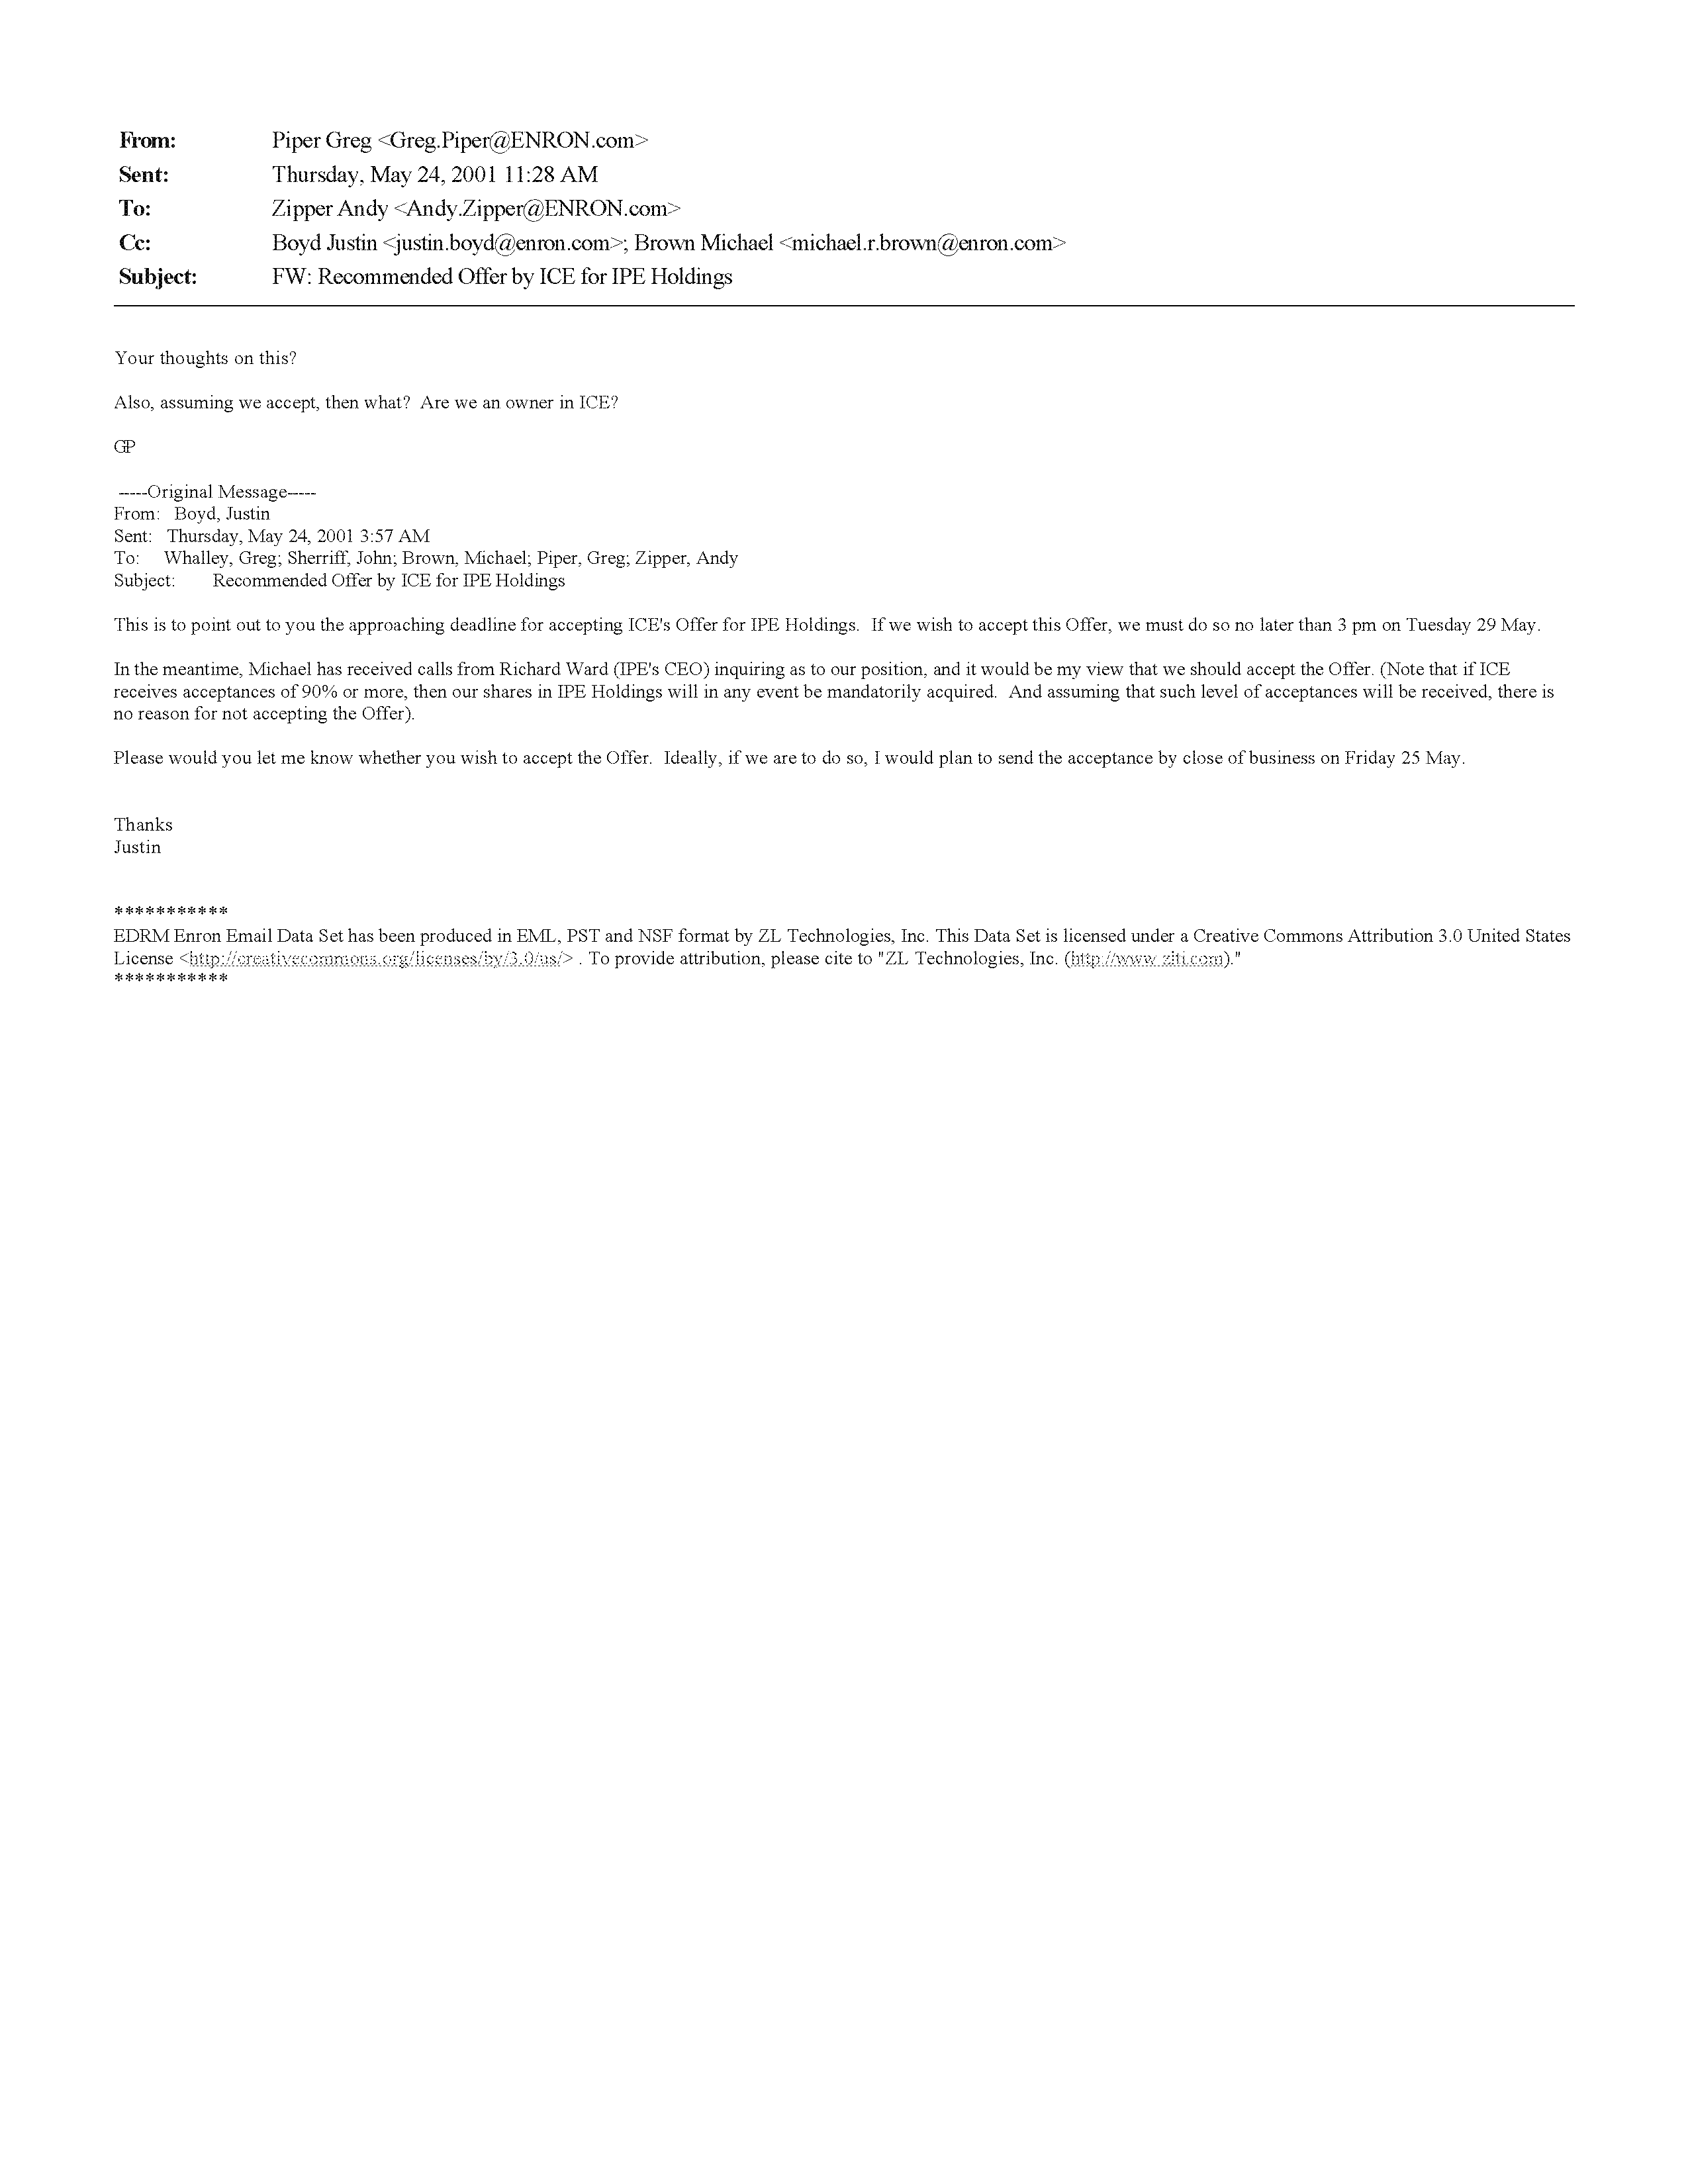 From: Piper Greg <Greg.Piper@ENRON.com>
Sent: Thursday, May 24, 2001 11:28 AM
To: Zipper Andy <Andy.Zipper@ENRON.com>
Cc: Boyd Justin <justin.boyd@enron.com>; Brown Michael <michael.r.brown@enron.com>
Subject: FW: Recommended Offer by ICE for IPE Holdings
Your thoughts on this?
Also, assuming we accept, then what?  Are we an owner in ICE?
GP
-----Original Message-----
From:   Boyd, Justin
Sent:   Thursday, May 24, 2001 3:57 AM
To:     Whalley, Greg; Sherriff, John; Brown, Michael; Piper, Greg; Zipper, Andy
Subject:        Recommended Offer by ICE for IPE Holdings
This is to point out to you the approaching deadline for accepting ICE's Offer for IPE Holdings.  If we wish to accept this Offer, we must do so no later than 3 pm on Tuesday 29 May.
In the meantime, Michael has received calls from Richard Ward (IPE's CEO) inquiring as to our position, and it would be my view that we should accept the Offer. (Note that if ICE
receives acceptances of 90% or more, then our shares in IPE Holdings will in any event be mandatorily acquired.  And assuming that such level of acceptances will be received, there is
no reason for not accepting the Offer).
Please would you let me know whether you wish to accept the Offer.  Ideally, if we are to do so, I would plan to send the acceptance by close of business on Friday 25 May.
Thanks
Justin
***********
EDRM Enron Email Data Set has been produced in EML, PST and NSF format by ZL Technologies, Inc. This Data Set is licensed under a Creative Commons Attribution 3.0 United States
License <http://creativecommons.org/licenses/by/3.0/us/> . To provide attribution, please cite to "ZL Technologies, Inc. (http://www.zlti.com)."
***********